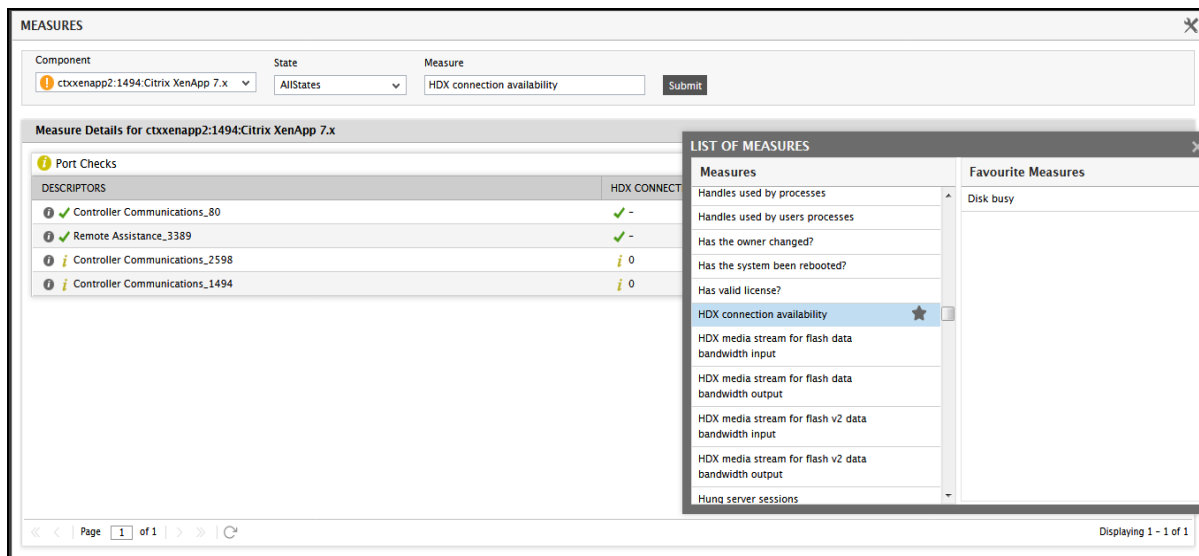 MEASURES
Component
State
Measure
ctxxenapp2:1494:Citrix XenApp 7.x
AllStates
HDX connection availability
Submit
Measure Details for ctxxenapp2:1494:Citrix XenApp 7.x
Port Checks
DESCRIPTORS
HDX CONNECT
Controller Communications_80
-
Remote Assistance_3389
-
Controller Communications_2598
0
Controller Communications_1494
0
LIST OF MEASURES
Measures
Handles used by processes
Handles used by users processes
Has the owner changed?
Has the system been rebooted?
Has valid license?
HDX connection availability
HDX media stream for flash data
bandwidth input
HDX media stream for flash data
bandwidth output
HDX media stream for flash v2 data
bandwidth input
HDX media stream for flash v2 data
bandwidth output
Hung server sessions
Favourite Measures
Disk busy
Page 1 of 1
Displaying 1 - 1 of 1